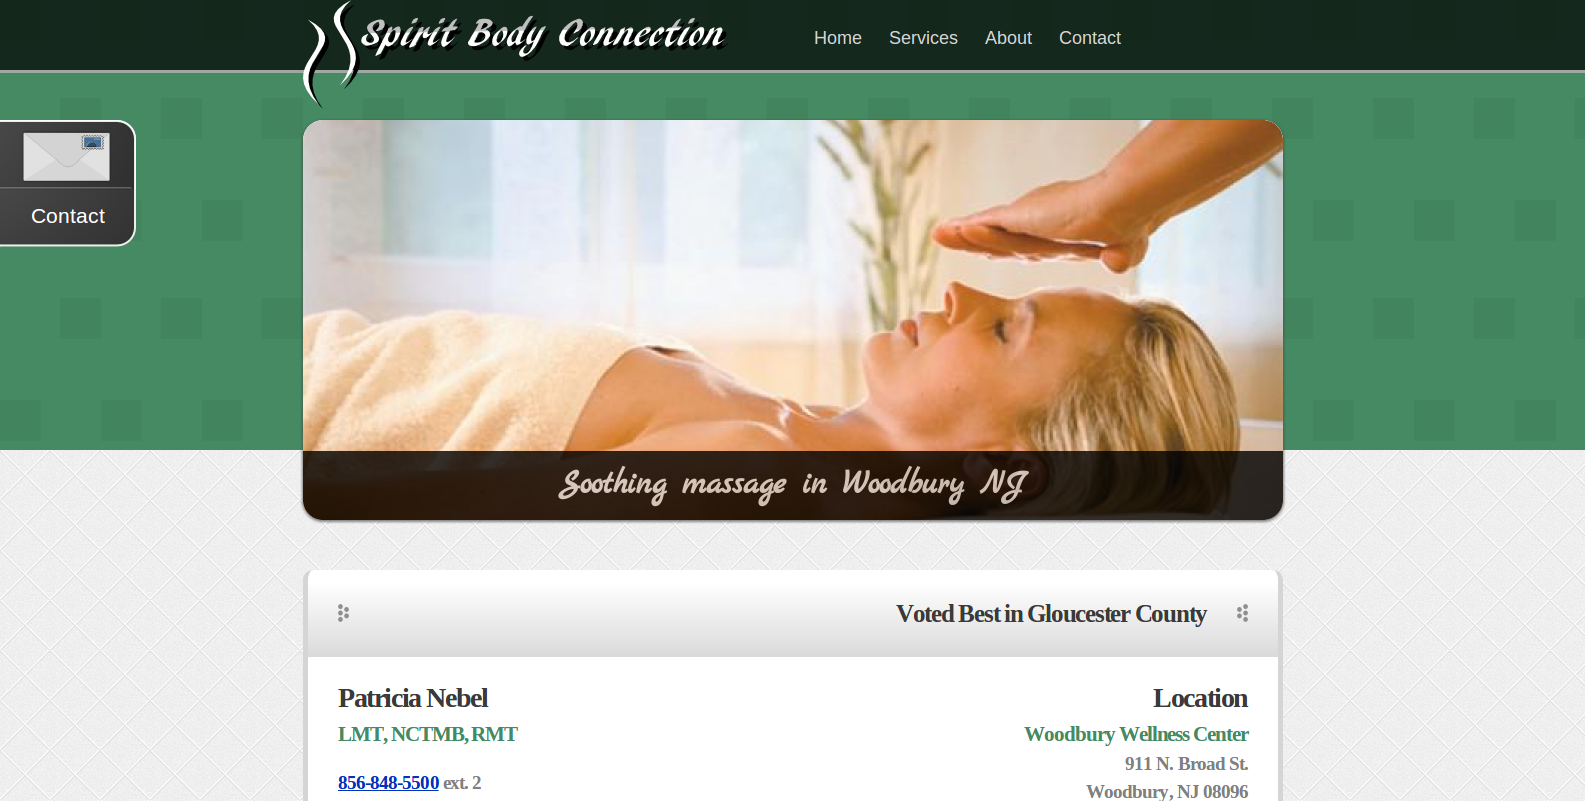 Spirit Body Connection
Home Services About Contact
Contact
Soothing massage in Woodbury NJ
Voted Best in Gloucester County
Patricia Nebel
LMT, NCTMB, RMT
856-848-5500 ext. 2
Location
Woodbury Wellness Center
911 N. Broad St.
Woodbury, NJ 08096